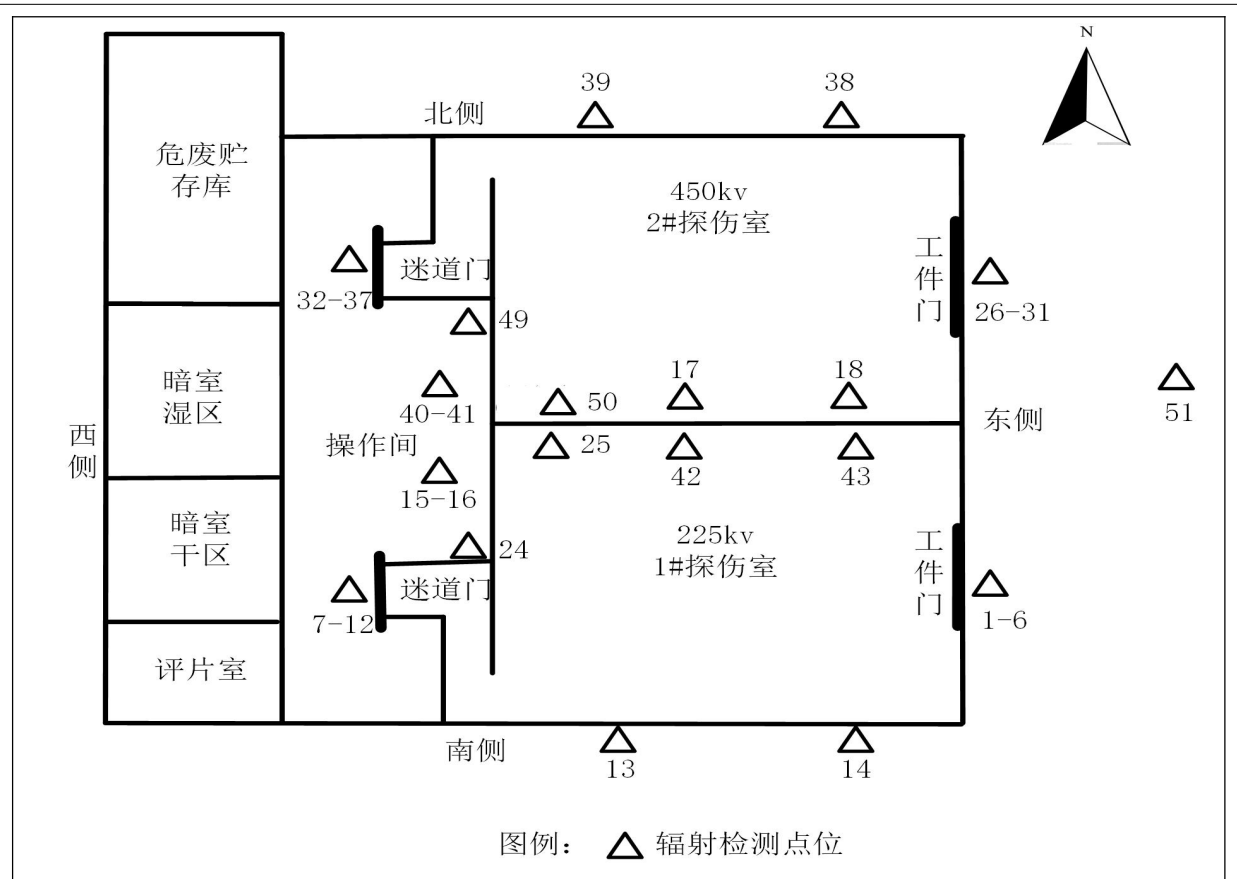 N
39
38
北侧
危废贮
存库
450kv
2#探伤室
工
件
门
迷道门
32-37
26-31
49
17
18
暗室
湿区
40-41
50
51
西
侧
操作间
25
42
43
东侧
15-16
暗室
干区
24
225kv
1#探伤室
工
件
门
迷道门
7-12
1-6
评片室
南侧
13
14
图例： △ 辐射检测点位